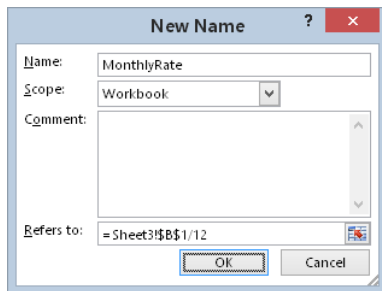 New Name ?
Name: MonthlyRate
Scope: Workbook
Comment:
Refers to: =Sheet3!$B$1/12
OK Cancel